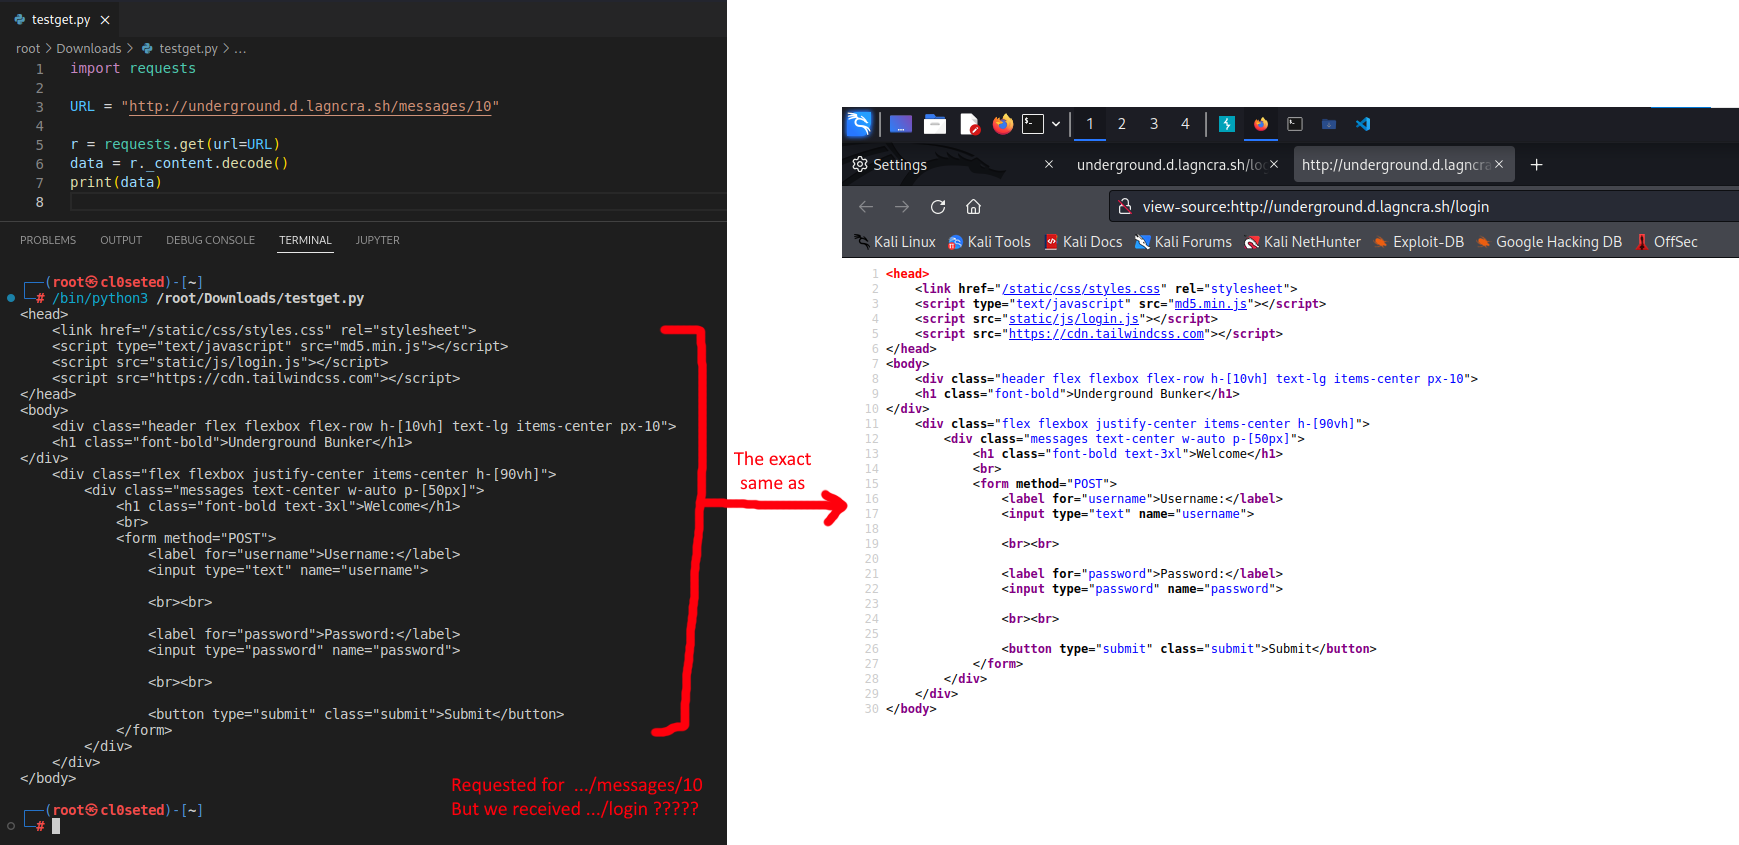 testget.py
root > Downloads > testget.py > ...
1 import requests
2
3 URL = "http://underground.d.lagncra.sh/messages/10"
4
5 r = requests.get(url=URL)
6 data = r._content.decode()
7 print(data)
8
PROBLEMS OUTPUT DEBUG CONSOLE TERMINAL JUPYTER
(root㉿cl0seted)-[~]
# /bin/python3 /root/Downloads/testget.py
<head>
<link href="/static/css/styles.css" rel="stylesheet">
<script type="text/javascript" src="md5.min.js"></script>
<script src="static/js/login.js"></script>
<script src="https://cdn.tailwindcss.com"></script>
</head>
<body>
<div class="header flex flexbox flex-row h-[10vh] text-lg items-center px-10">
<h1 class="font-bold">Underground Bunker</h1>
</div>
<div class="flex flexbox justify-center items-center h-[90vh]">
<div class="messages text-center w-auto p-[50px]">
<h1 class="font-bold text-3xl">Welcome</h1>
<br>
<form method="POST">
<label for="username">Username:</label>
<input type="text" name="username">
<br><br>
<label for="password">Password:</label>
<input type="password" name="password">
<br><br>
<button type="submit" class="submit">Submit</button>
</form>
</div>
</div>
</body>
(root㉿cl0seted)-[~]
#
Requested for .../messages/10
But we received .../login ?????
The exact
same as
1 2 3 4
Settings underground.d.lagncra.sh/lo http://underground.d.lagncra
view-source:http://underground.d.lagncra.sh/login
Kali Linux Kali Tools Kali Docs Kali Forums Kali NetHunter Exploit-DB Google Hacking DB OffSec
1 <head>
2 <link href="/static/css/styles.css" rel="stylesheet">
3 <script type="text/javascript" src="md5.min.js"></script>
4 <script src="static/js/login.js"></script>
5 <script src="https://cdn.tailwindcss.com"></script>
6 </head>
7 <body>
8 <div class="header flex flexbox flex-row h-[10vh] text-lg items-center px-10">
9 <h1 class="font-bold">Underground Bunker</h1>
10 </div>
11 <div class="flex flexbox justify-center items-center h-[90vh]">
12 <div class="messages text-center w-auto p-[50px]">
13 <h1 class="font-bold text-3xl">Welcome</h1>
14 <br>
15 <form method="POST">
16 <label for="username">Username:</label>
17 <input type="text" name="username">
18
19 <br><br>
20
21 <label for="password">Password:</label>
22 <input type="password" name="password">
23
24 <br><br>
25
26 <button type="submit" class="submit">Submit</button>
27 </form>
28 </div>
29 </div>
30 </body>